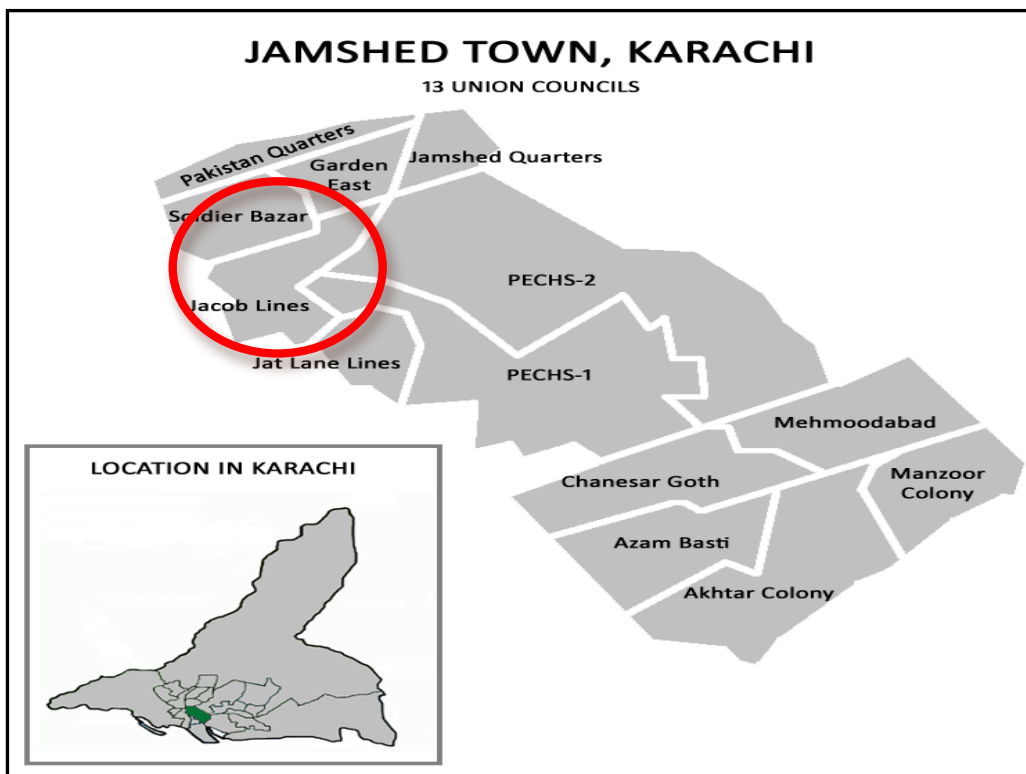 JAMSHED TOWN, KARACHI
13 UNION COUNCILS
Pakistan Quarters
Garden
East
Jamshed Quarters
Soldier Bazar
PECHS-2
Jacob Lines
Jat Lane Lines
PECHS-1
Mehmoodabad
Chanesar Goth
Manzoor
Colony
Azam Basti
Akhtar Colony
LOCATION IN KARACHI